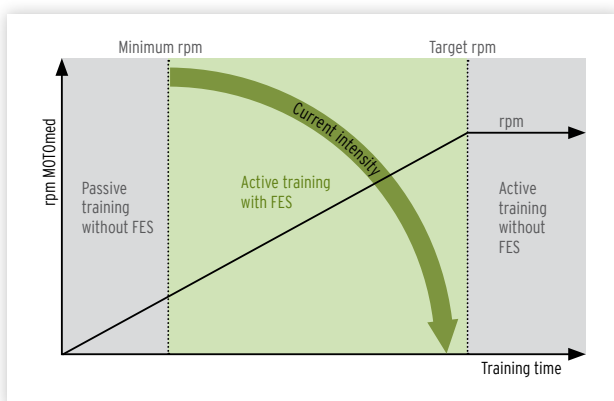 Minimum rpm
Target rpm
rpm MOTOmed
Current intensity
rpm
Passive
training
without FES
Active training
with FES
Active
training
without
FES
Training time